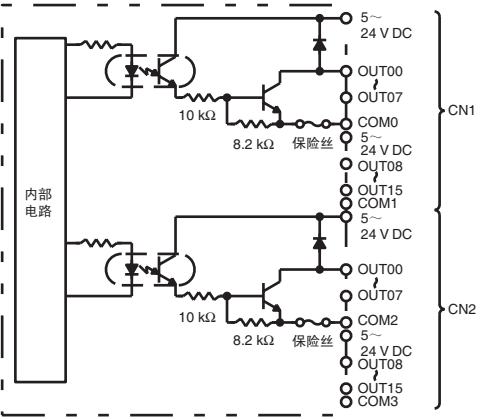 5～
24 V DC
OUT00
～
OUT07
COM0
5～
24 V DC
OUT08
～
OUT15
COM1
CN1
10 kΩ
8.2 kΩ
保险丝
内部
电路
5～
24 V DC
OUT00
～
OUT07
COM2
5～
24 V DC
OUT08
～
OUT15
COM3
CN2
10 kΩ
8.2 kΩ
保险丝